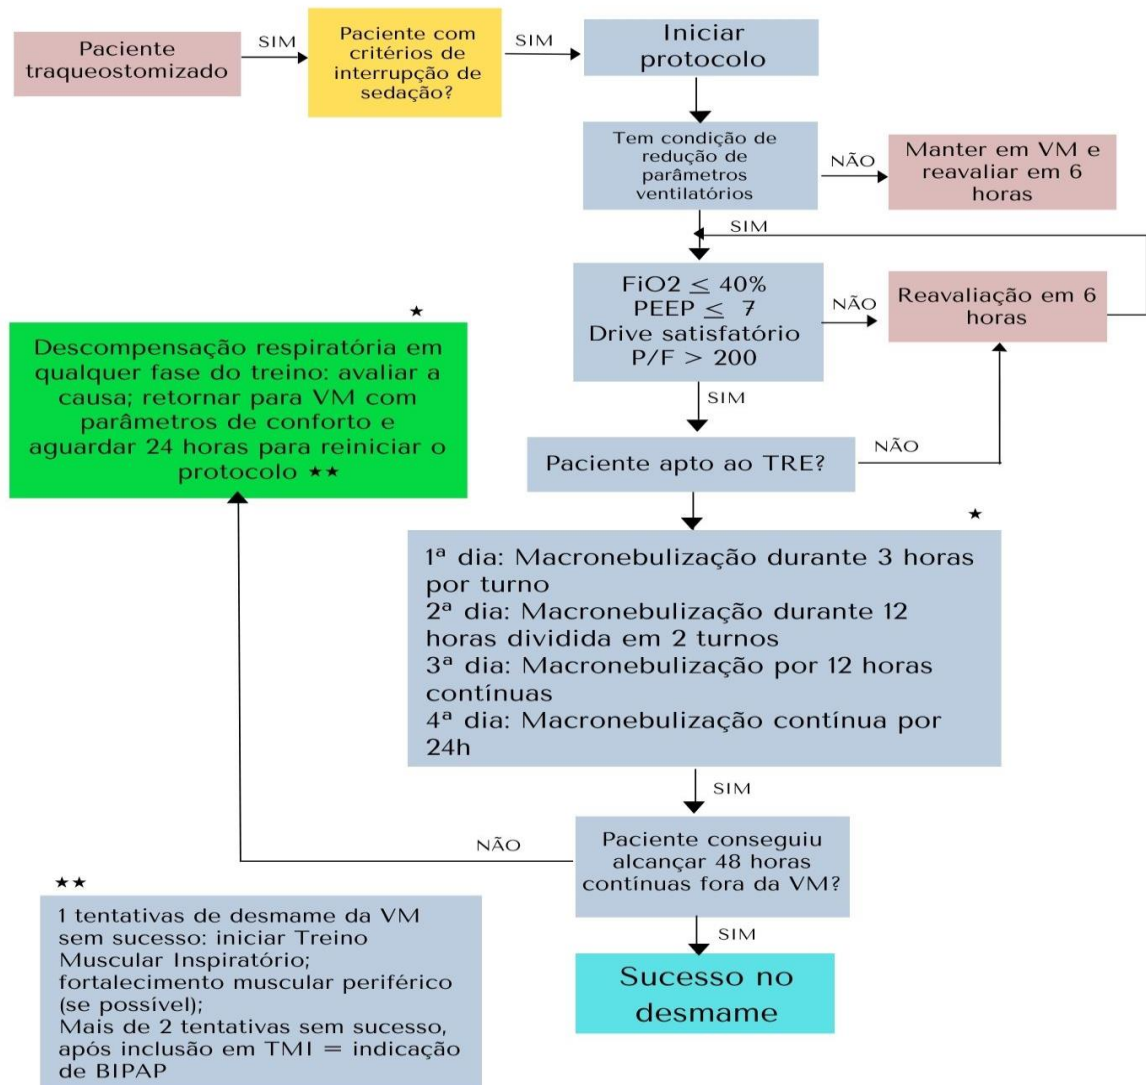 Paciente
traqueostomizado
SIM
Paciente com
critérios de
interrupção de
sedação?
SIM
Iniciar
protocolo
Tem condição de
redução de
parâmetros
ventilatórios
NÃO
Manter em VM e
reavaliar em 6
horas
SIM
FiO2 ≤ 40%
PEEP ≤ 7
Drive satisfatório
P/F > 200
NÃO
Reavaliação em 6
horas
SIM
Paciente apto ao TRE?
NÃO
★
1ª dia: Macronebulização durante 3 horas
por turno
2ª dia: Macronebulização durante 12
horas dividida em 2 turnos
3ª dia: Macronebulização por 12 horas
contínuas
4ª dia: Macronebulização contínua por
24h
SIM
Paciente conseguiu
alcançar 48 horas
contínuas fora da VM?
NÃO
★
Descompensação respiratória em
qualquer fase do treino: avaliar a
causa; retornar para VM com
parâmetros de conforto e
aguardar 24 horas para reiniciar o
protocolo ★★
SIM
Sucesso no
desmame
★★
1 tentativas de desmame da VM
sem sucesso: iniciar Treino
Muscular Inspiratório;
fortalecimento muscular periférico
(se possível);
Mais de 2 tentativas sem sucesso,
após inclusão em TMI = indicação
de BIPAP